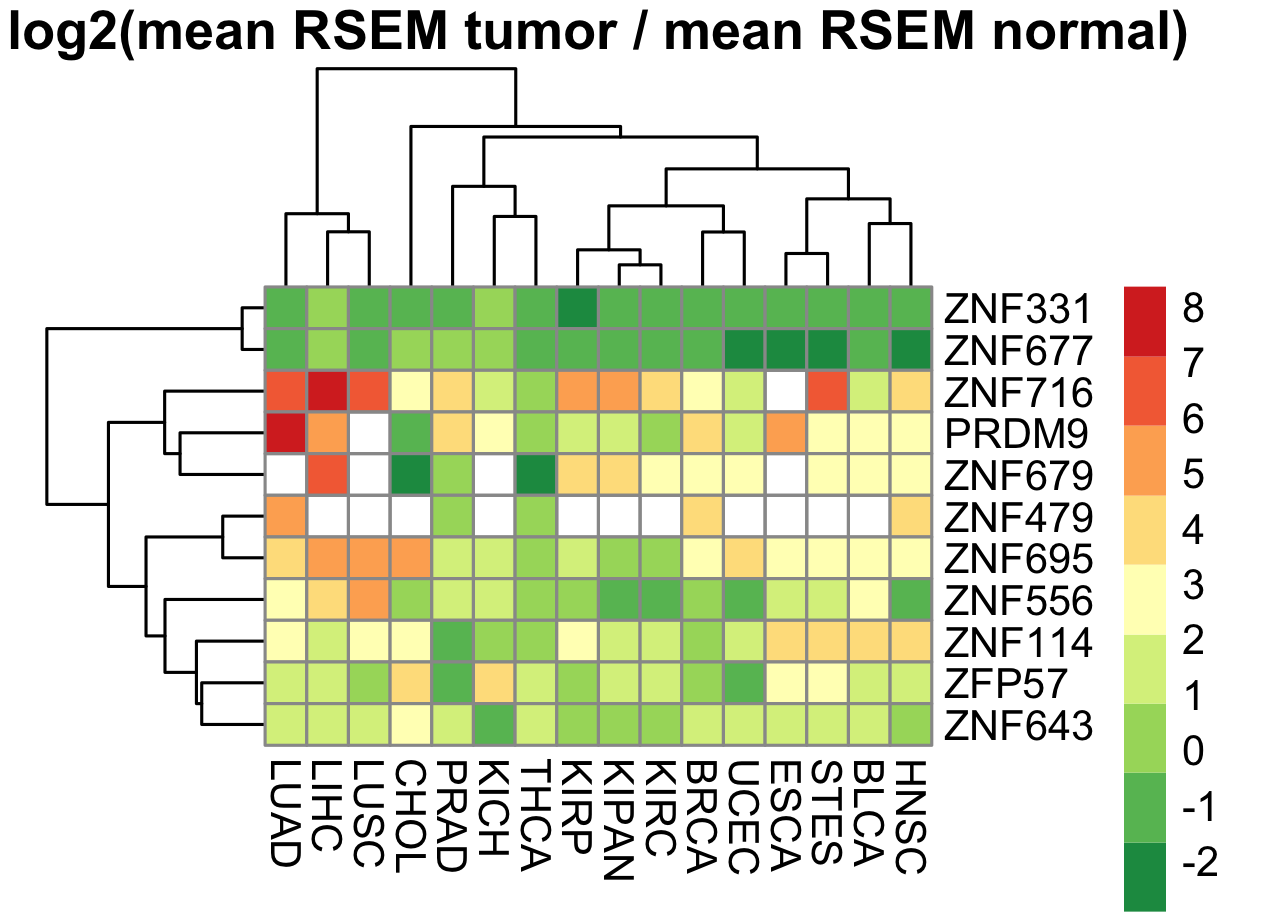 log2(mean RSEM tumor / mean RSEM normal)
ZNF331
ZNF677
ZNF716
PRDM9
ZNF679
ZNF479
ZNF695
ZNF556
ZNF114
ZFP57
ZNF643
LUAD
LIHC
LUSC
CHOL
PRAD
KICH
THCA
KIRP
KIPAN
KIRC
BRCA
UCEC
ESCA
STES
BLCA
HNSC
8
7
6
5
4
3
2
1
0
-1
-2